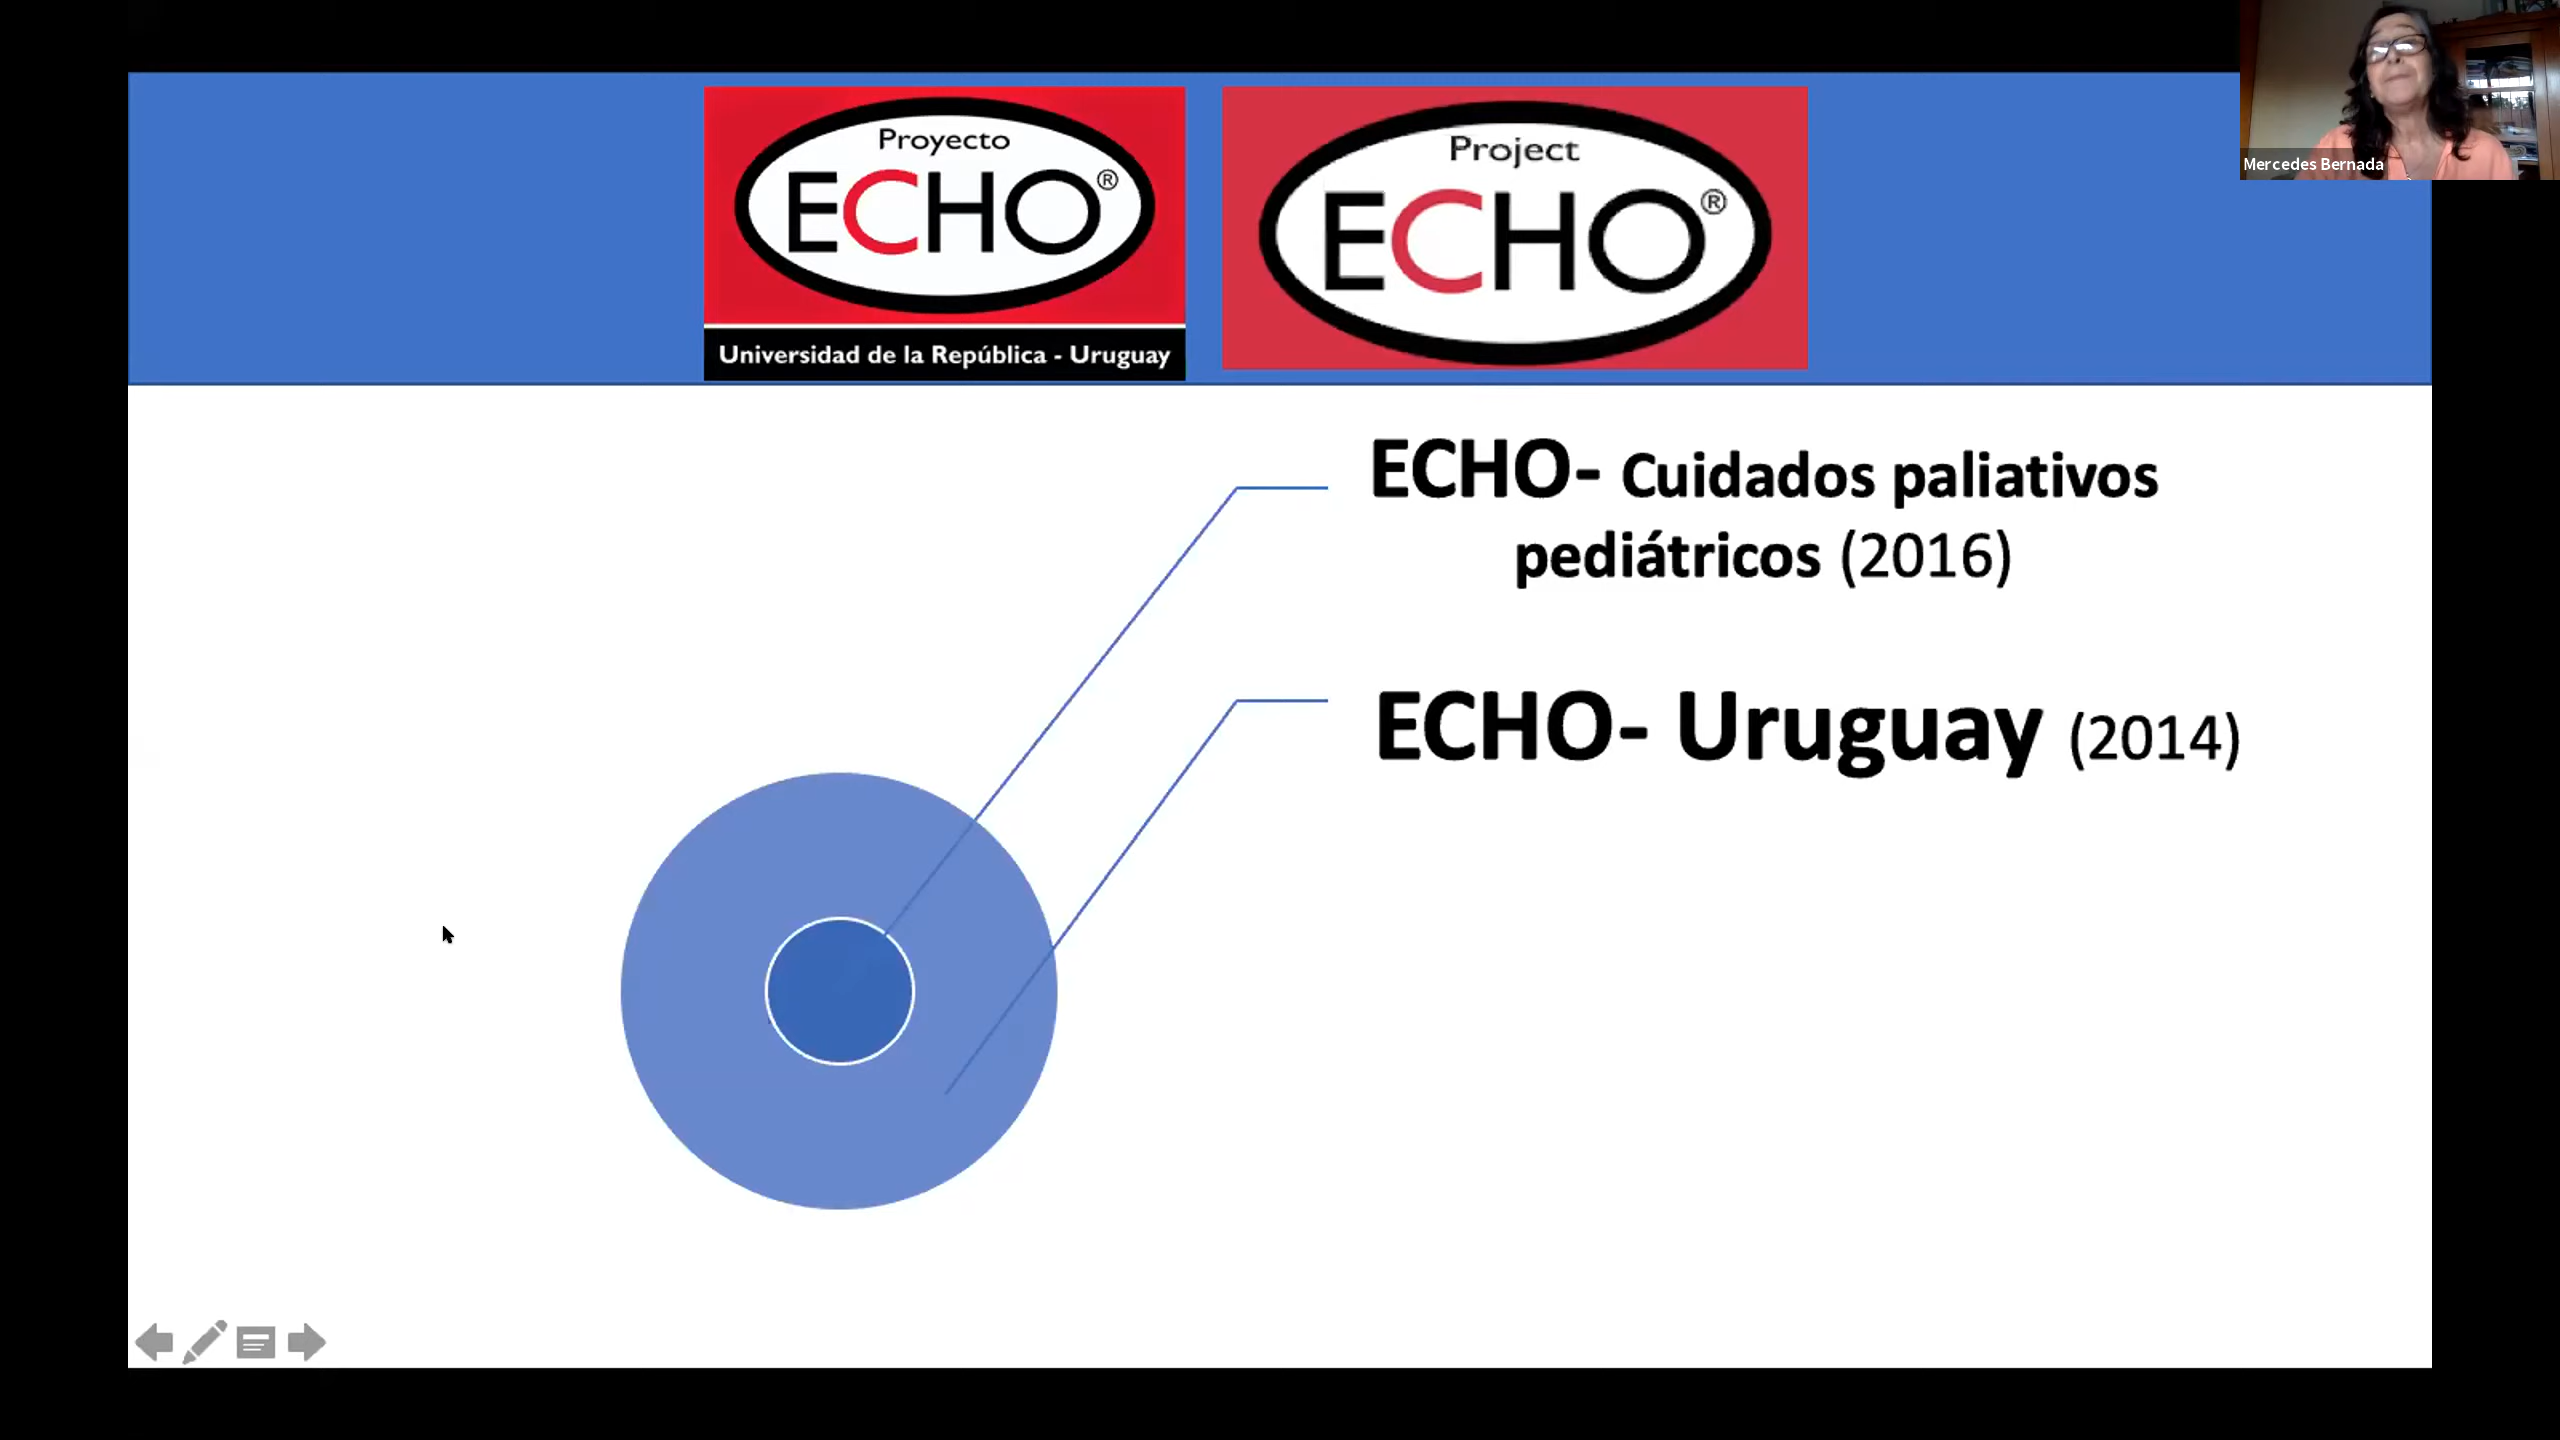 Proyecto
ECHO®
Universidad de la República - Uruguay
Project
ECHO®
Mercedes Bernada
ECHO- Cuidados paliativos
pediátricos (2016)
ECHO- Uruguay (2014)